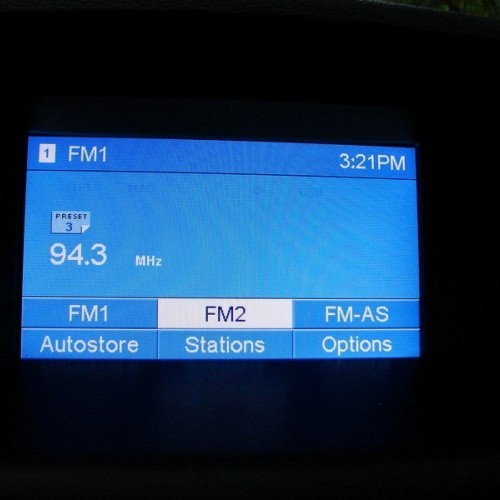 1 FM1 3:21PM
PRESET
3
94.3 MHz
FM1 FM2 FM-AS
Autostore Stations Options